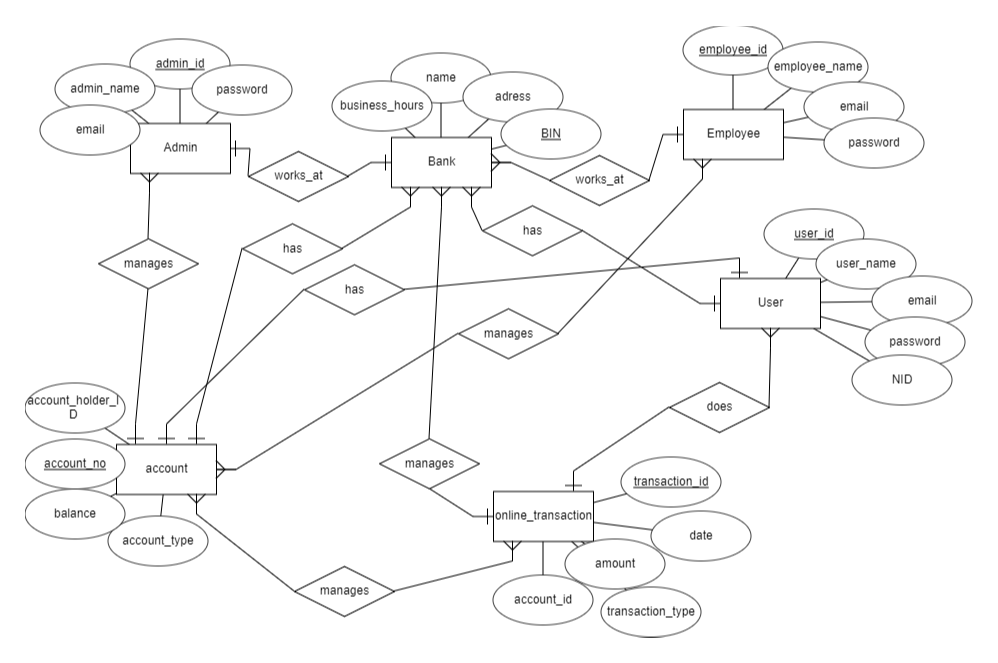 employee_id
admin_id
employee_name
name
admin_name
password
adress
business_hours
email
email
BIN
Employee
password
Admin
Bank
works_at
works_at
user_id
has
has
user_name
manages
has
User
email
manages
password
NID
account_holder_I
D
does
account_no
account
manages
transaction_id
balance
online_transaction
date
account_type
amount
manages
account_id
transaction_type